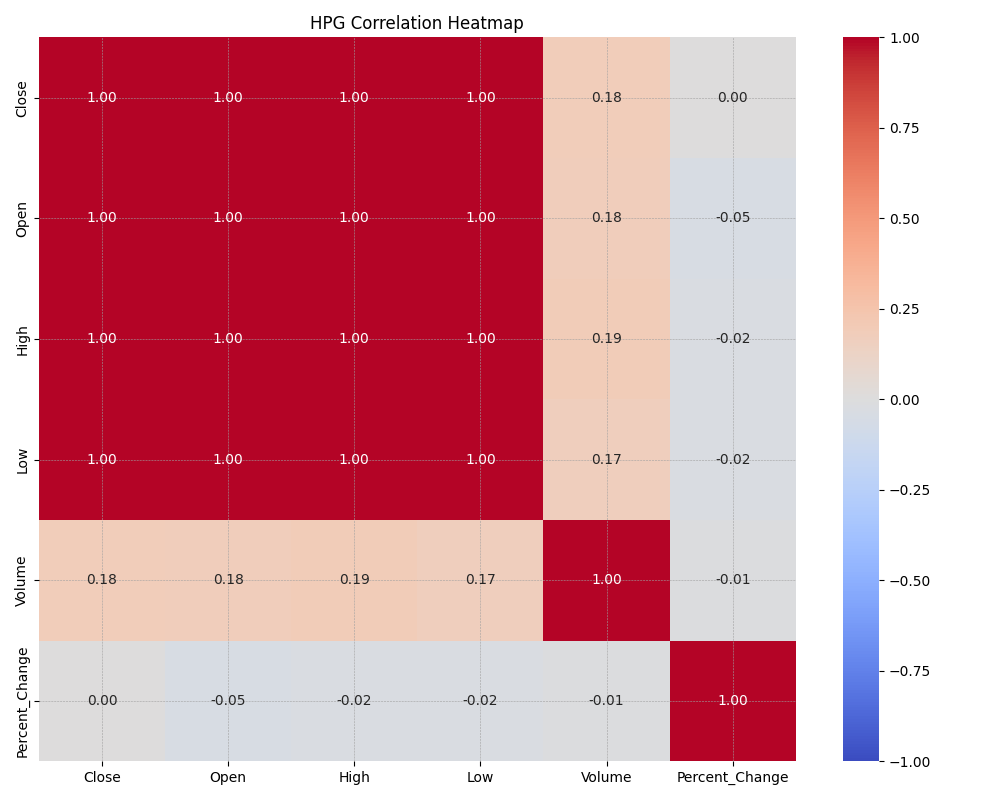 HPG Correlation Heatmap
Close 1.00 1.00 1.00 1.00 0.18 0.00
Open 1.00 1.00 1.00 1.00 0.18 -0.05
High 1.00 1.00 1.00 1.00 0.19 -0.02
Low 1.00 1.00 1.00 1.00 0.17 -0.02
Volume 0.18 0.18 0.19 0.17 1.00 -0.01
Percent_Change 0.00 -0.05 -0.02 -0.02 -0.01 1.00
Close Open High Low Volume Percent_Change
1.00
0.75
0.50
0.25
0.00
−0.25
−0.50
−0.75
−1.00